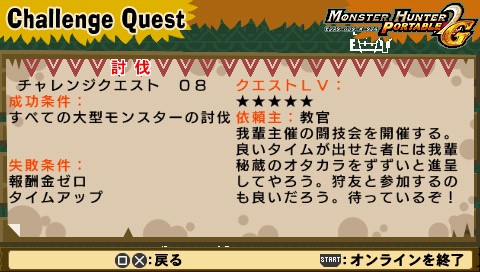 Challenge Quest
MONSTER HUNTER
PORTABLE 2 G
討伐
チャレンジクエスト ０８
成功条件：
すべての大型モンスターの討伐
失敗条件：
報酬金ゼロ
タイムアップ
クエストＬＶ：
★★★★★
依頼主：教官
我輩主催の闘技会を開催する。
良いタイムが出せた者には我輩
秘蔵のオタカラをずずいと進呈
してやろう。狩友と参加するの
も良いだろう。待っているぞ！
□×:戻る
START:オンラインを終了